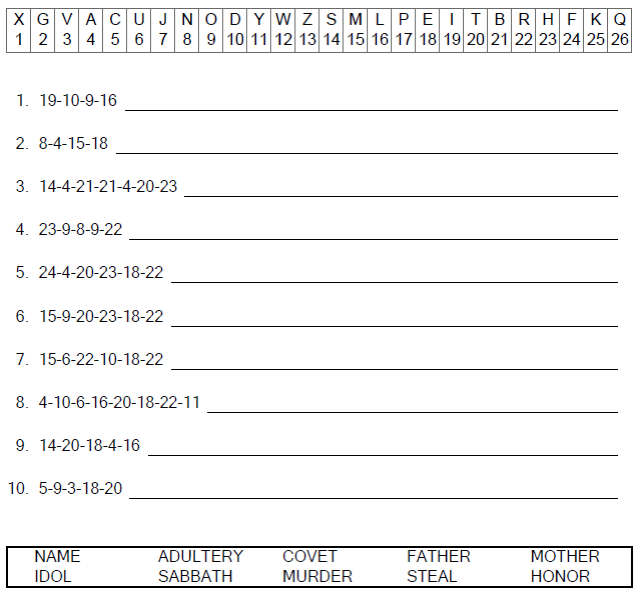 X G V A C U J N O D Y W Z S M L P E I T B R H F K Q
1 2 3 4 5 6 7 8 9 10 11 12 13 14 15 16 17 18 19 20 21 22 23 24 25 26
1. 19-10-9-16
2. 8-4-15-18
3. 14-4-21-21-4-20-23
4. 23-9-8-9-22
5. 24-4-20-23-18-22
6. 15-9-20-23-18-22
7. 15-6-22-10-18-22
8. 4-10-6-16-20-18-22-11
9. 14-20-18-4-16
10. 5-9-3-18-20
NAME ADULTERY COVET FATHER MOTHER
IDOL SABBATH MURDER STEAL HONOR